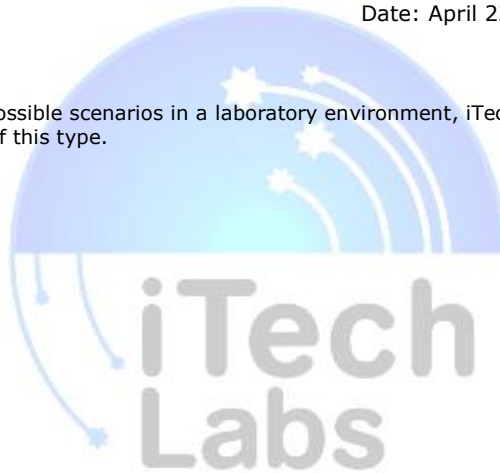 Date: April 2
ossible scenarios in a laboratory environment, iTec
f this type.
iTech
Labs